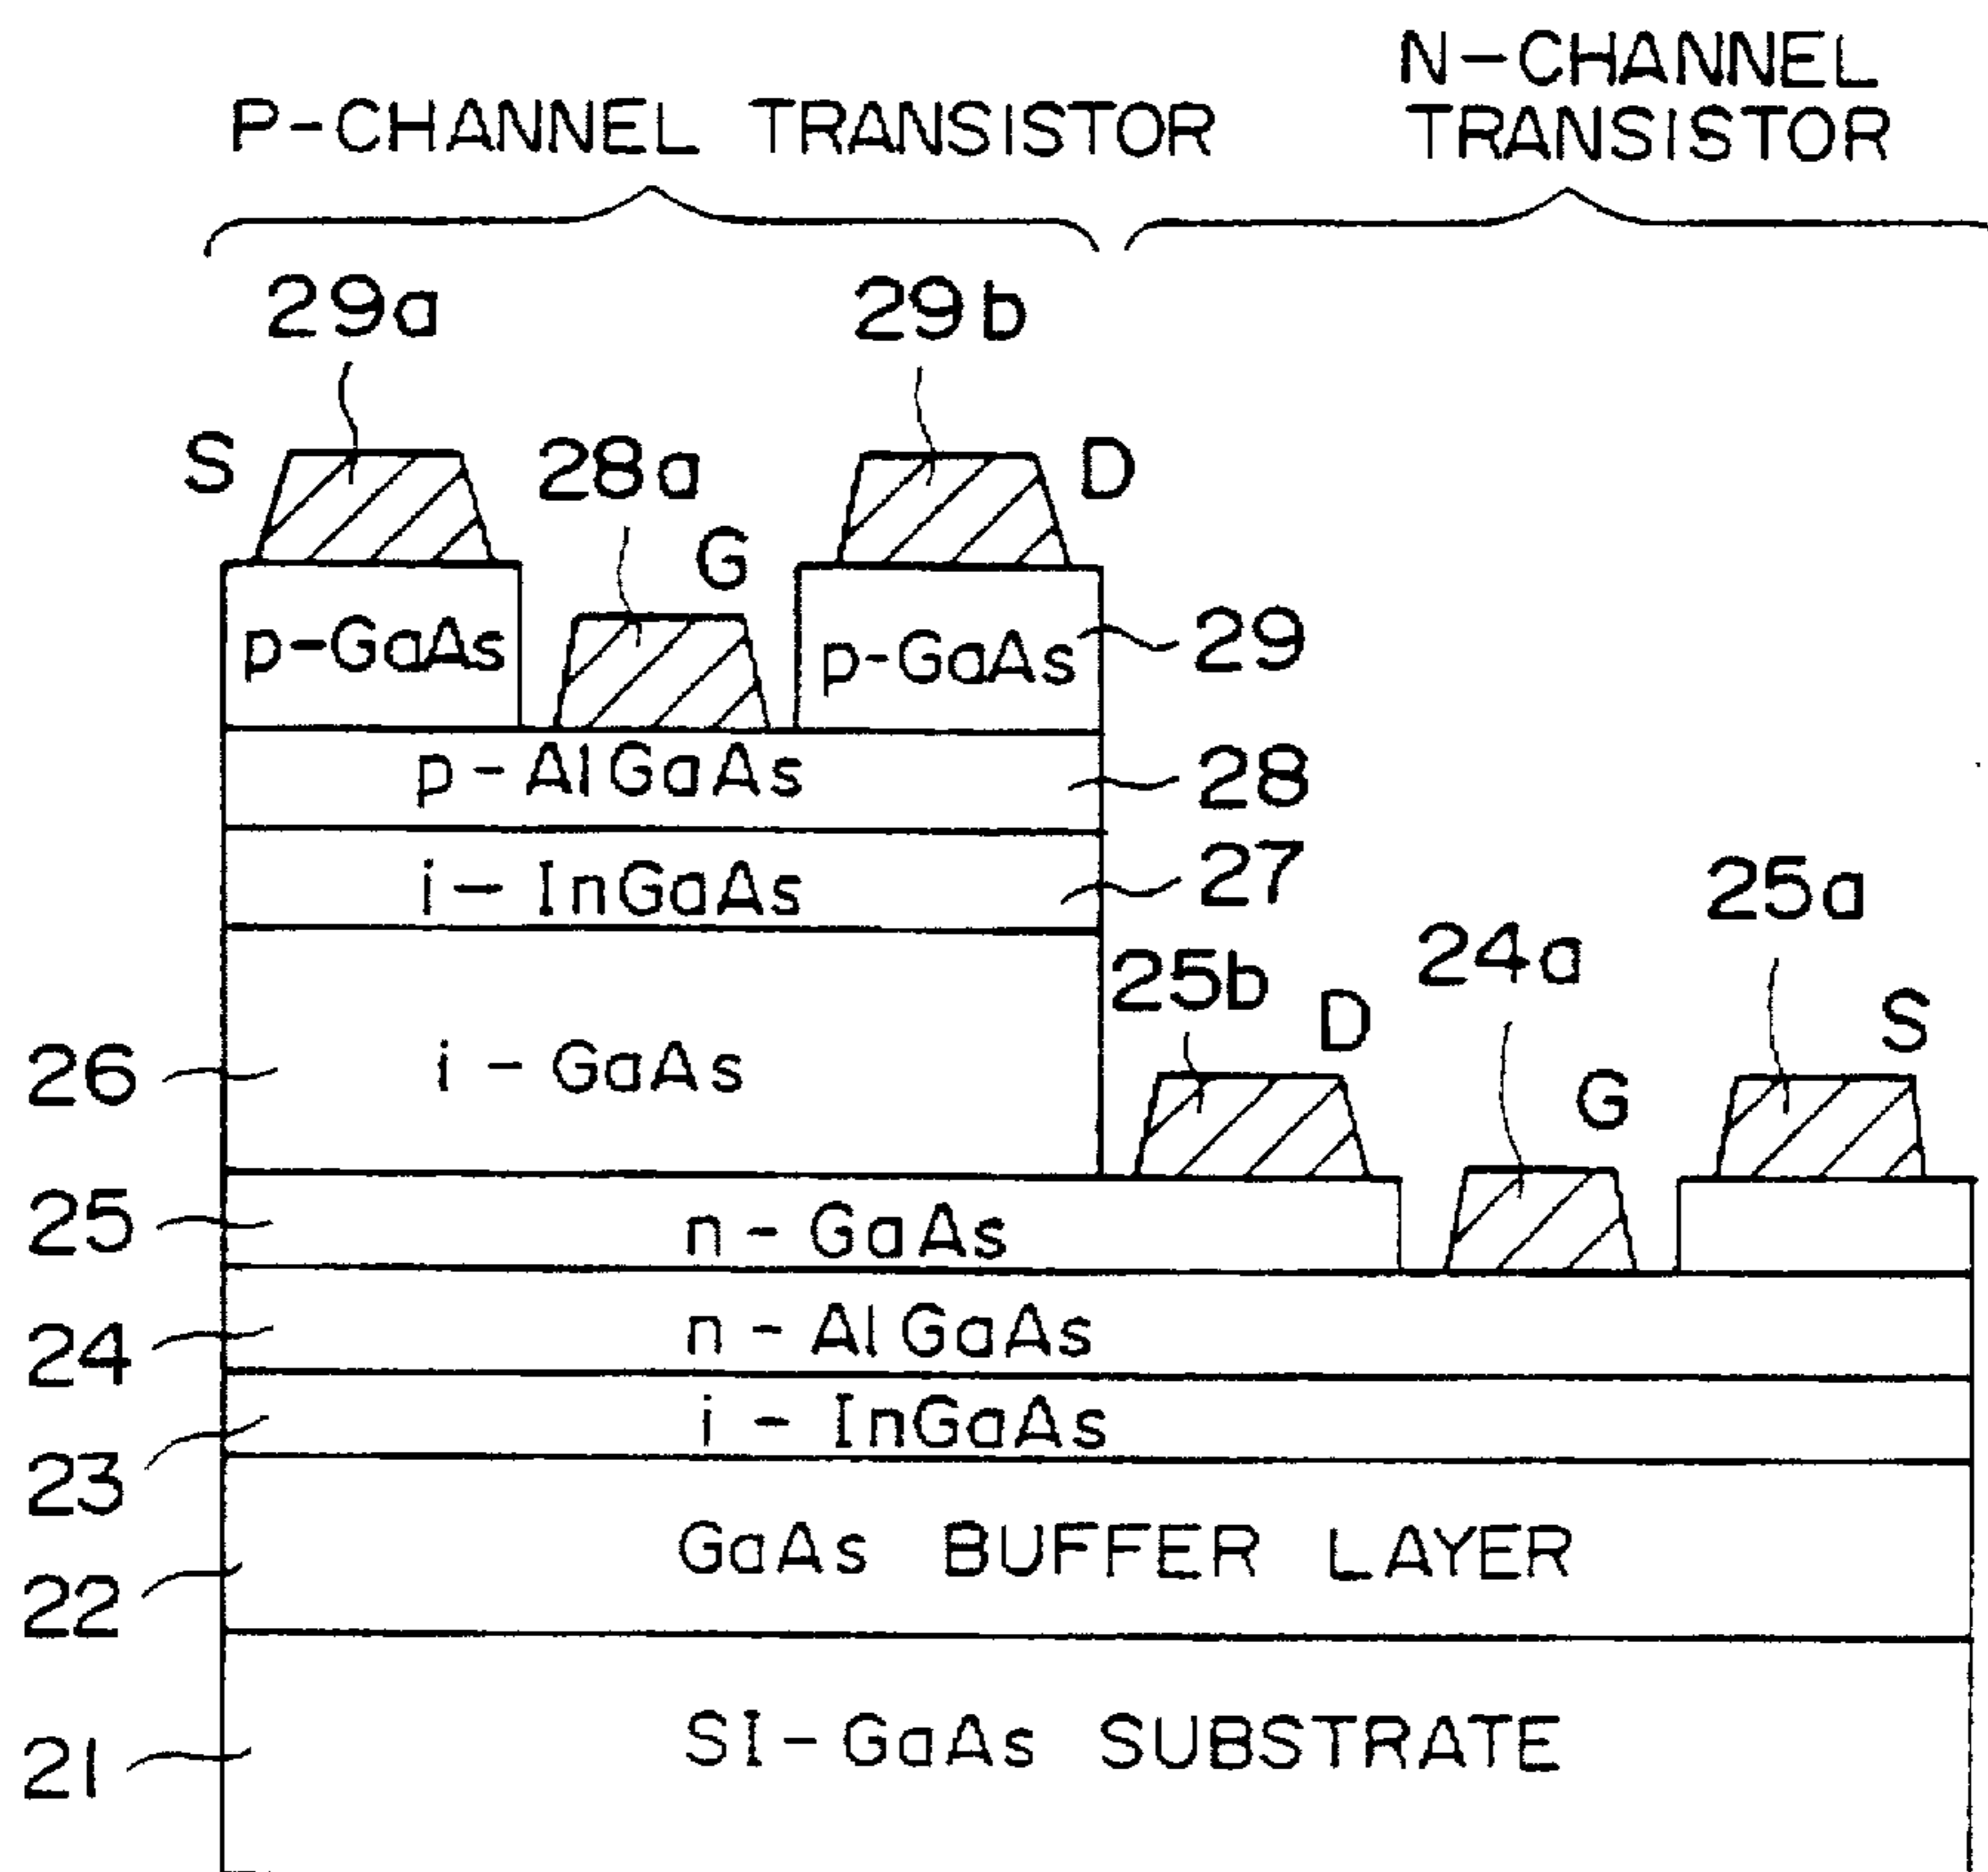 N-CHANNEL
TRANSISTOR
P-CHANNEL TRANSISTOR
29a
29b
S
28a
D
G
p-GaAs
p-GaAs
29
p-AlGaAs
28
i-InGaAs
27
25a
25b
24a
D
S
26
i-GaAs
G
25
n-GaAs
24
n-AlGaAs
23
i-InGaAs
22
GaAs BUFFER LAYER
21
SI-GaAs SUBSTRATE